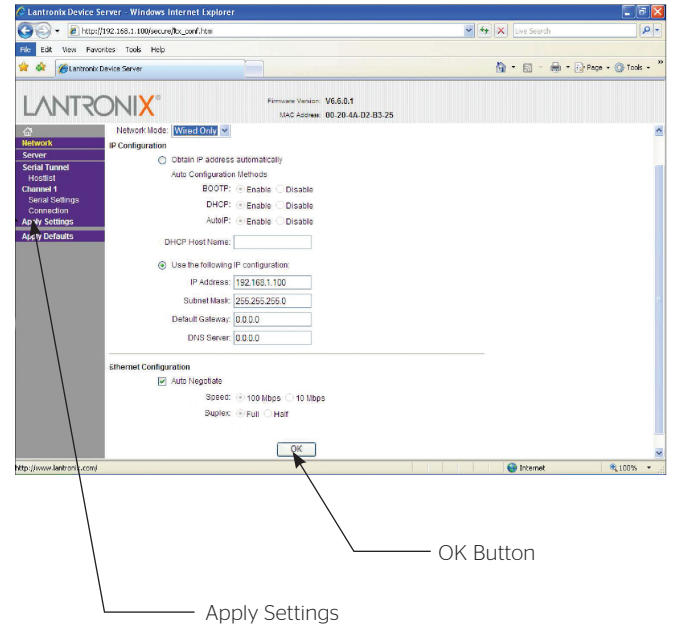 Lantronix Device Server - Windows Internet Explorer
http://192.168.1.100/secure/ltx_conf.htm
Live Search
File Edit View Favorites Tools Help
Lantronix Device Server
Page Tools
LANTRONIX®
Firmware Version: V6.6.0.1
MAC Address: 00-20-4A-D2-B3-25
Network
Server
Serial Tunnel
Hostlist
Channel 1
Serial Settings
Connection
Apply Settings
Apply Defaults
Network Mode: Wired Only
IP Configuration
Obtain IP address automatically
Auto Configuration Methods
BOOTP: Enable Disable
DHCP: Enable Disable
AutoIP: Enable Disable
DHCP Host Name:
Use the following IP configuration:
IP Address: 192.168.1.100
Subnet Mask: 255.255.255.0
Default Gateway: 0.0.0.0
DNS Server: 0.0.0.0
Ethernet Configuration
Auto Negotiate
Speed: 100 Mbps 10 Mbps
Duplex: Full Half
OK
http://www.lantronix.com/
Internet
100%
OK Button
Apply Settings